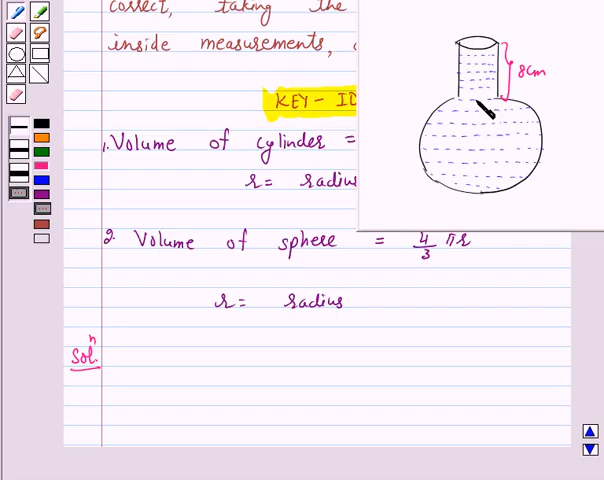 correct, taking the
inside measurements,
KEY - ID
1. Volume of cylinder =
r = radius
2. Volume of sphere = 4/3 πr
r = radius
Solⁿ.
8cm